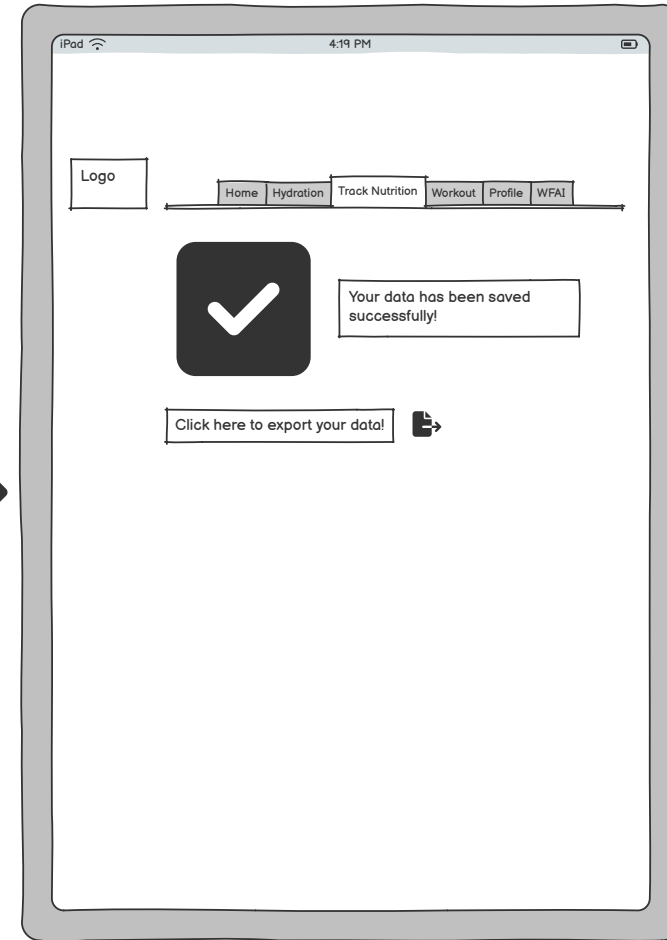 iPad
4:19 PM
Logo
Home Hydration Track Nutrition Workout Profile WFAI
Your data has been saved
successfully!
Click here to export your data!